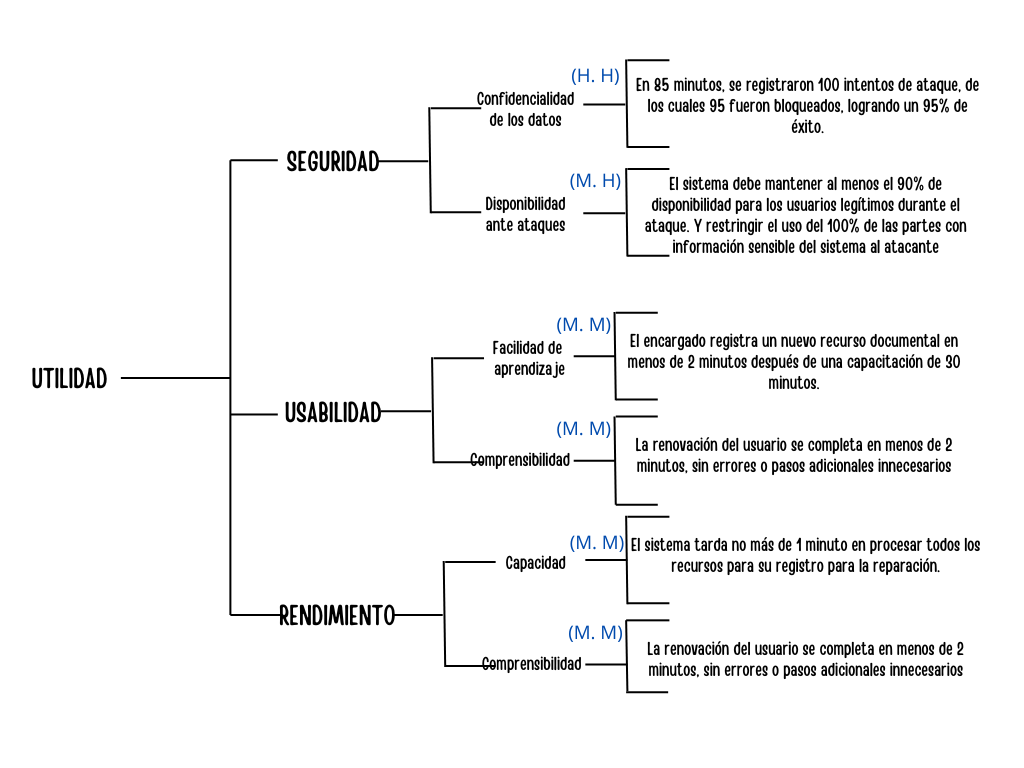 UTILIDAD
SEGURIDAD
Confidencialidad
de los datos
(H. H)
En 85 minutos, se registraron 100 intentos de ataque, de
los cuales 95 fueron bloqueados, logrando un 95% de
éxito.
Disponibilidad
ante ataques
(M. H)
El sistema debe mantener al menos el 90% de
disponibilidad para los usuarios legítimos durante el
ataque. Y restringir el uso del 100% de las partes con
información sensible del sistema al atacante
USABILIDAD
Facilidad de
aprendizaje
(M. M)
El encargado registra un nuevo recurso documental en
menos de 2 minutos después de una capacitación de 30
minutos.
Comprensibilidad
(M. M)
La renovación del usuario se completa en menos de 2
minutos, sin errores o pasos adicionales innecesarios
RENDIMIENTO
Capacidad
(M. M)
El sistema tarda no más de 1 minuto en procesar todos los
recursos para su registro para la reparación.
Comprensibilidad
(M. M)
La renovación del usuario se completa en menos de 2
minutos, sin errores o pasos adicionales innecesarios